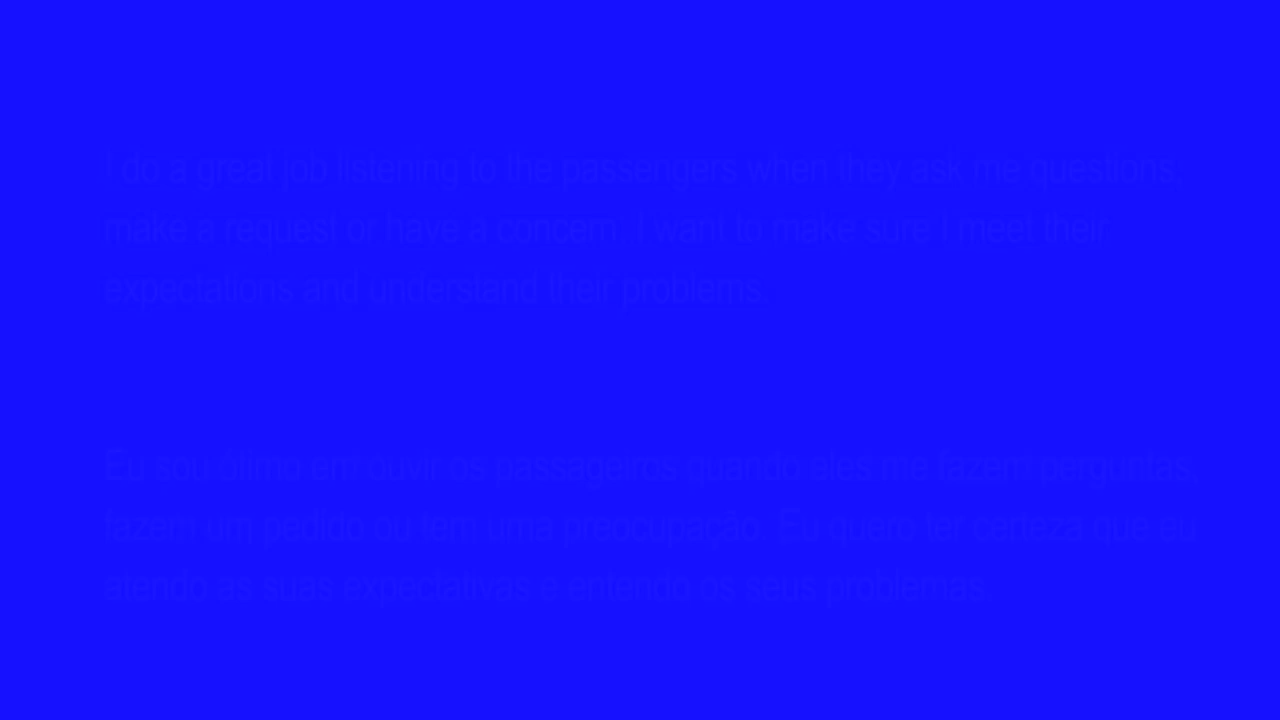 I do a great job listening to the passengers when they ask me questions,
make a request or have a concern. I want to make sure I meet their
expectations and understand their problems.
Eu sou ótimo em ouvir os passageiros quando eles me fazem perguntas,
fazem um pedido ou tem uma preocupação. Eu quero ter certeza que eu
atendo as suas expectativas e entendo os seus problemas.